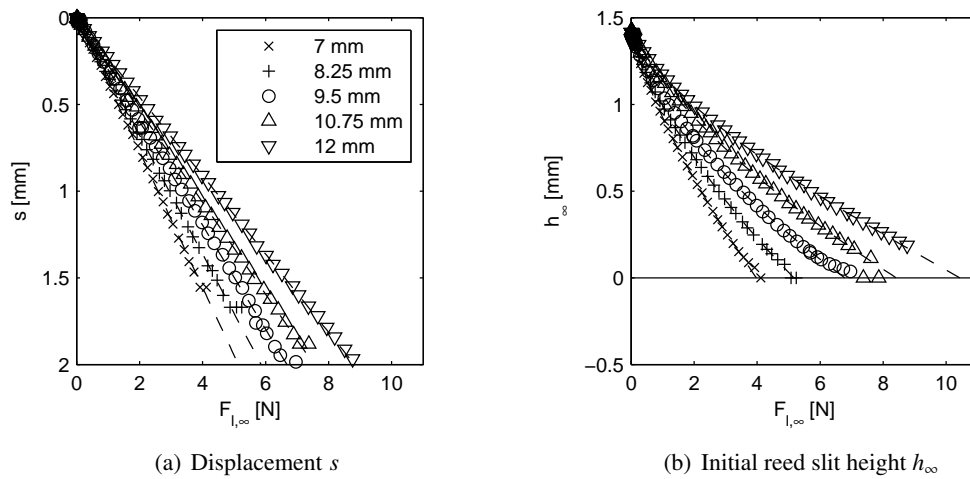 0
0.5
1
1.5
2
s [mm]
0 2 4 6 8 10
F_{l,∞} [N]
7 mm
8.25 mm
9.5 mm
10.75 mm
12 mm
(a) Displacement s
1.5
1
0.5
0
−0.5
h_∞ [mm]
0 2 4 6 8 10
F_{l,∞} [N]
(b) Initial reed slit height h_∞